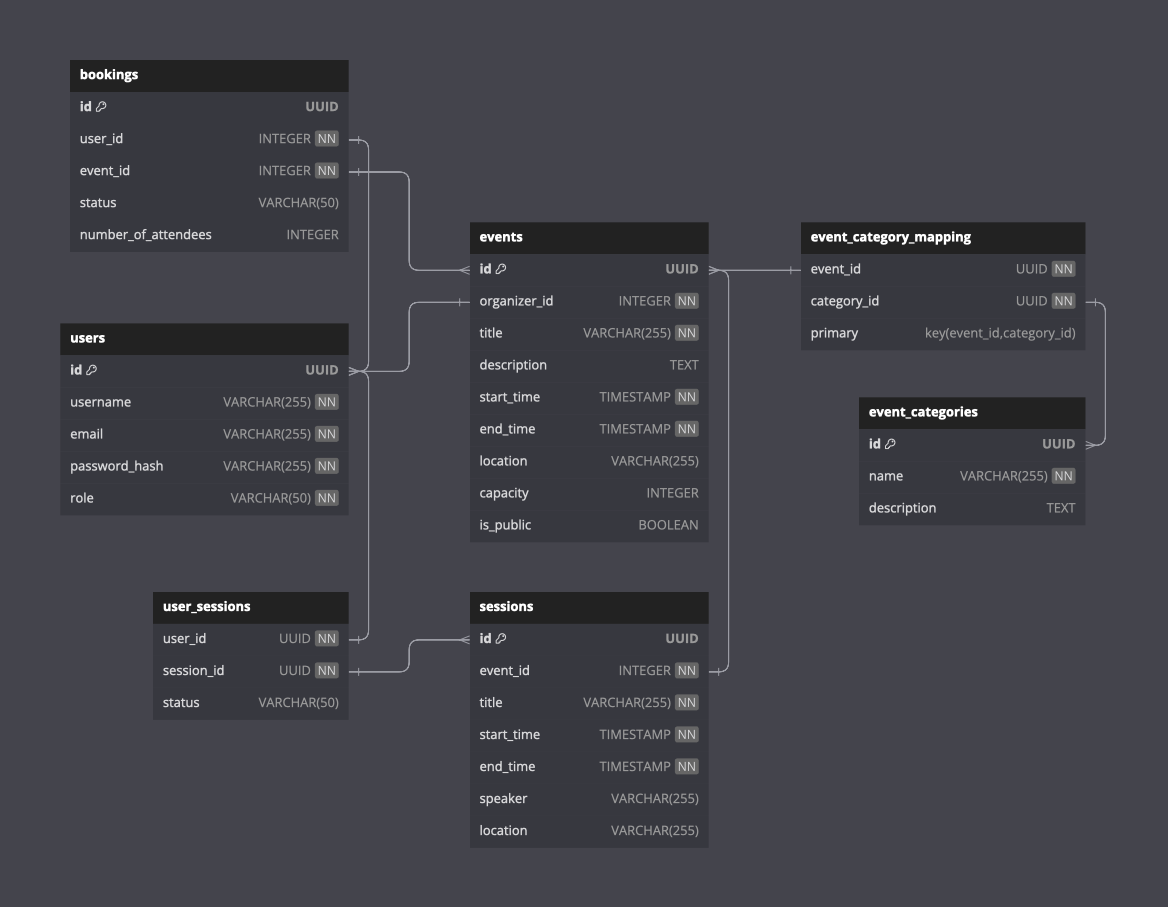 bookings
id UUID
user_id INTEGER NN
event_id INTEGER NN
status VARCHAR(50)
number_of_attendees INTEGER
users
id UUID
username VARCHAR(255) NN
email VARCHAR(255) NN
password_hash VARCHAR(255) NN
role VARCHAR(50) NN
user_sessions
user_id UUID NN
session_id UUID NN
status VARCHAR(50)
events
id UUID
organizer_id INTEGER NN
title VARCHAR(255) NN
description TEXT
start_time TIMESTAMP NN
end_time TIMESTAMP NN
location VARCHAR(255)
capacity INTEGER
is_public BOOLEAN
sessions
id UUID
event_id INTEGER NN
title VARCHAR(255) NN
start_time TIMESTAMP NN
end_time TIMESTAMP NN
speaker VARCHAR(255)
location VARCHAR(255)
event_category_mapping
event_id UUID NN
category_id UUID NN
primary key(event_id,category_id)
event_categories
id UUID
name VARCHAR(255) NN
description TEXT